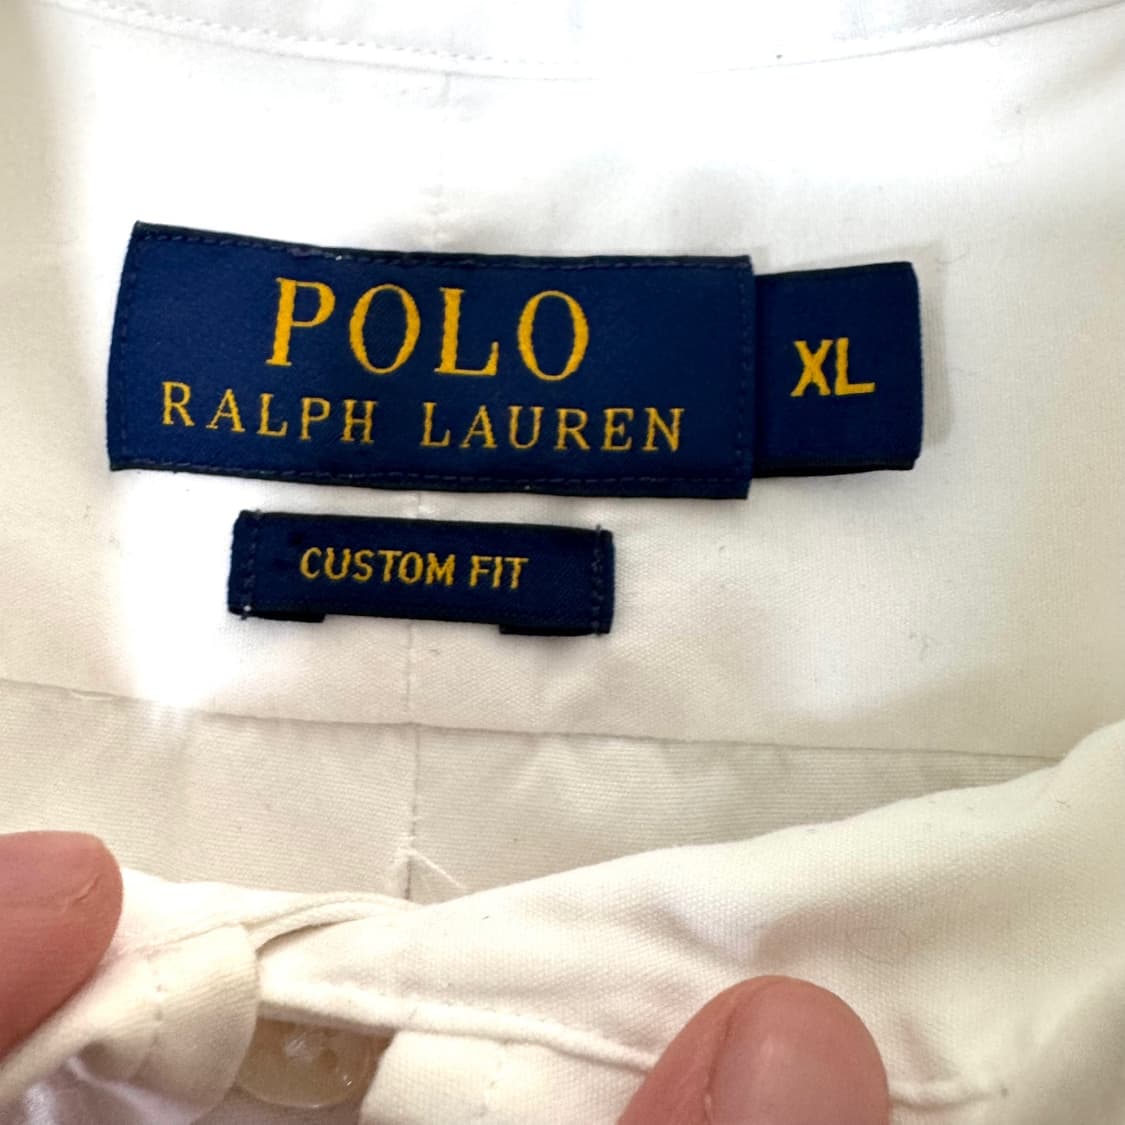 POLO
RALPH LAUREN
XL
CUSTOM FIT